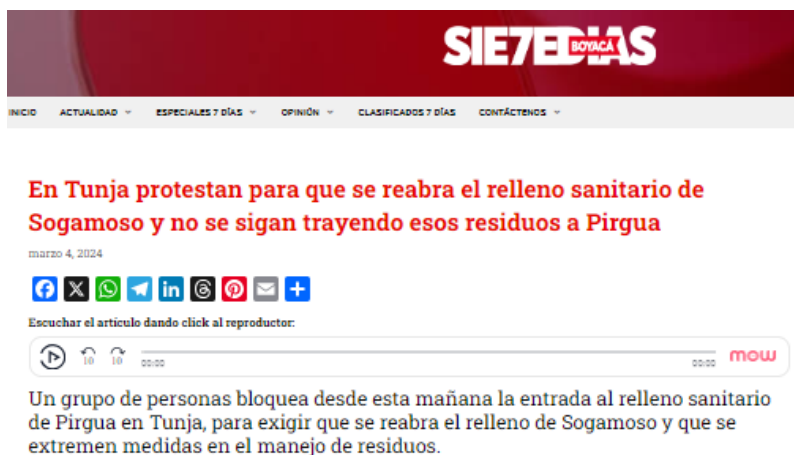 SIE7E DÍAS
BOYACÁ
INICIO ACTUALIDAD ESPECIALES 7 DÍAS OPINIÓN CLASIFICADOS 7 DÍAS CONTÁCTENOS
En Tunja protestan para que se reabra el relleno sanitario de
Sogamoso y no se sigan trayendo esos residuos a Pirgua
marzo 4, 2024
Escuchar el artículo dando click al reproductor:
10 10 00:00 00:00 mow
Un grupo de personas bloquea desde esta mañana la entrada al relleno sanitario
de Pirgua en Tunja, para exigir que se reabra el relleno de Sogamoso y que se
extremen medidas en el manejo de residuos.